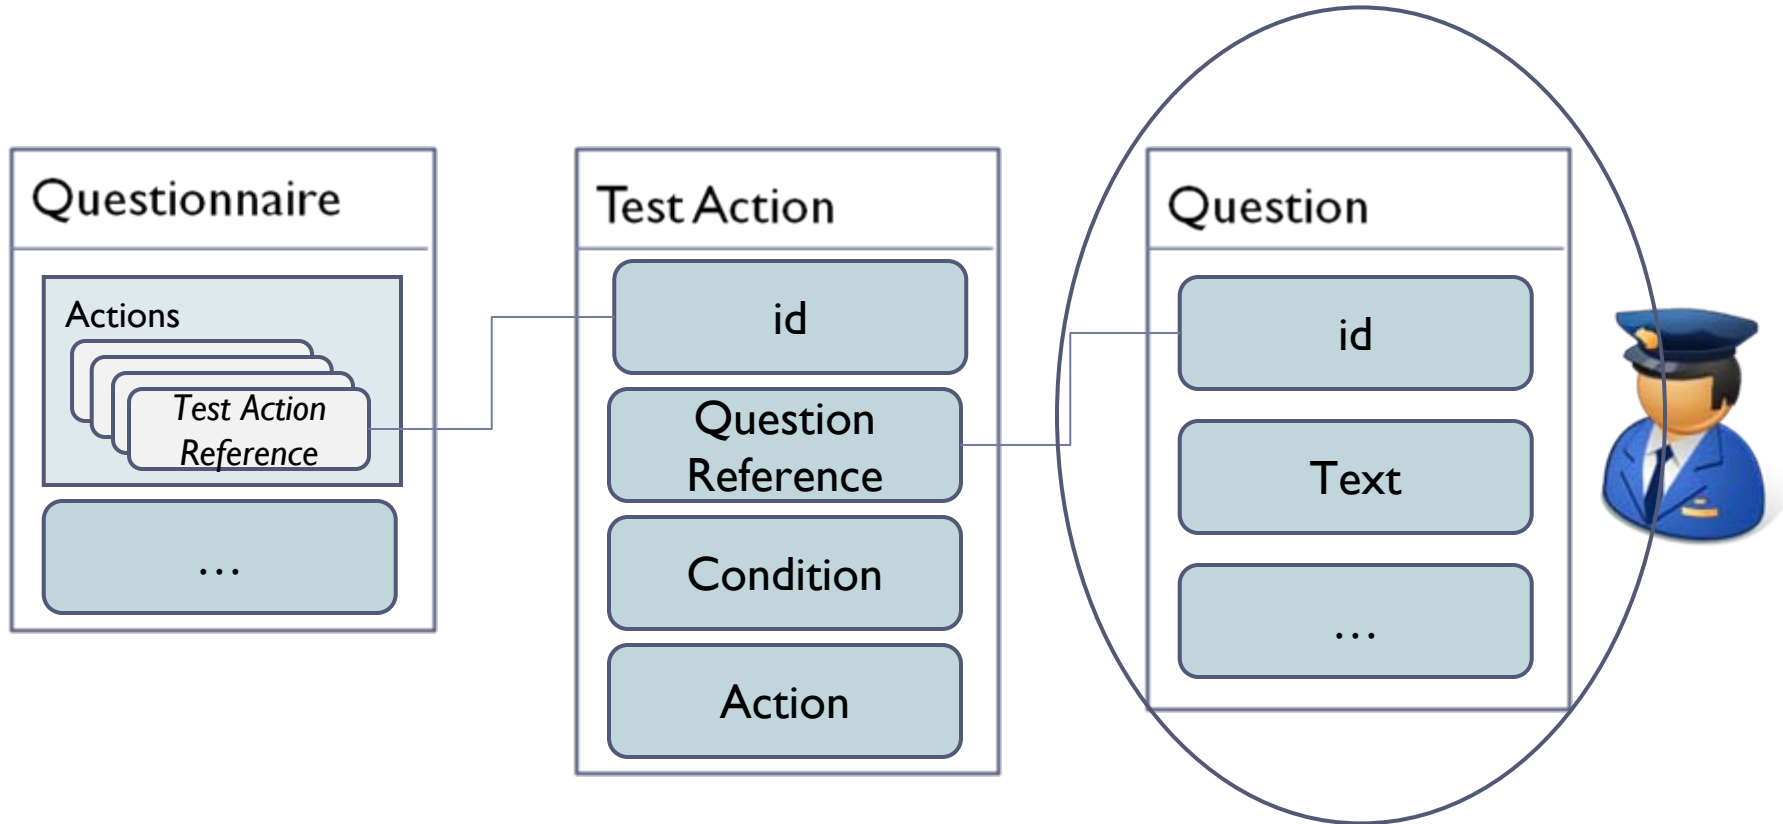 Questionnaire
Actions
Test Action
Reference
…
Test Action
id
Question
Reference
Condition
Action
Question
id
Text
…